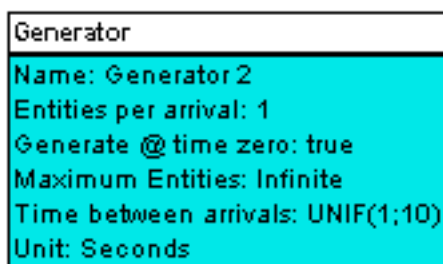 Generator
Name: Generator 2
Entities per arrival: 1
Generate @ time zero: true
Maximum Entities: Infinite
Time between arrivals: UNIF(1;10)
Unit: Seconds